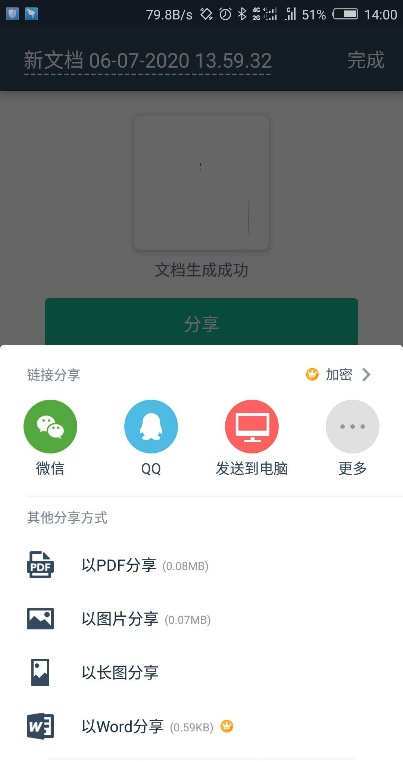 79.8B/s 51% 14:00
新文档 06-07-2020 13.59.32 完成
文档生成成功
分享
链接分享 加密
微信 QQ 发送到电脑 更多
其他分享方式
PDF 以PDF分享 (0.08MB)
以图片分享 (0.07MB)
以长图分享
W 以Word分享 (0.59KB)